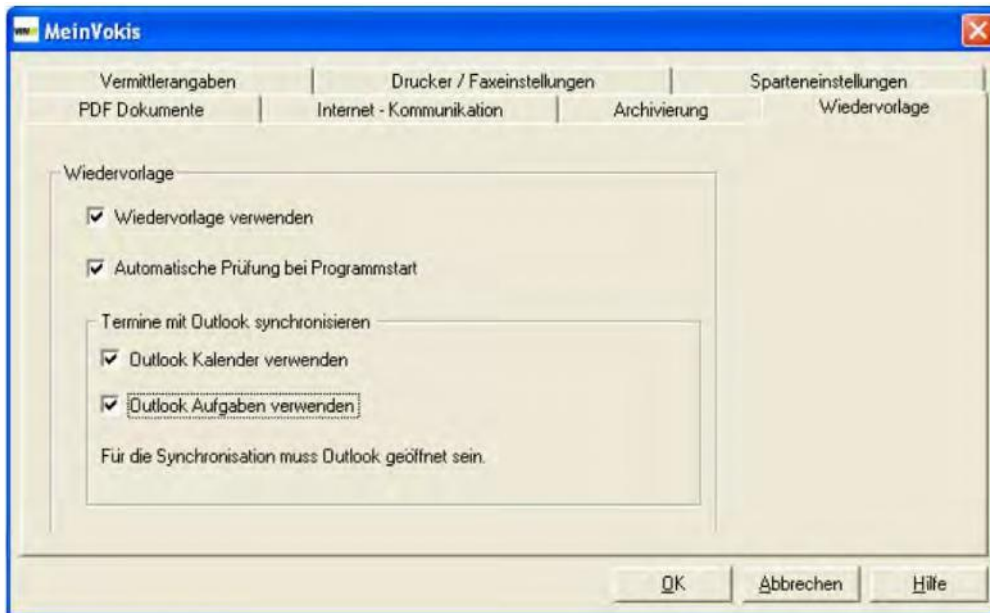 MeinVokis
Vermittlerangaben
Drucker / Faxeinstellungen
Sparteneinstellungen
PDF Dokumente
Internet - Kommunikation
Archivierung
Wiedervorlage
Wiedervorlage
Wiedervorlage verwenden
Automatische Prüfung bei Programmstart
Termine mit Outlook synchronisieren
Outlook Kalender verwenden
Outlook Aufgaben verwenden
Für die Synchronisation muss Outlook geöffnet sein.
OK
Abbrechen
Hilfe